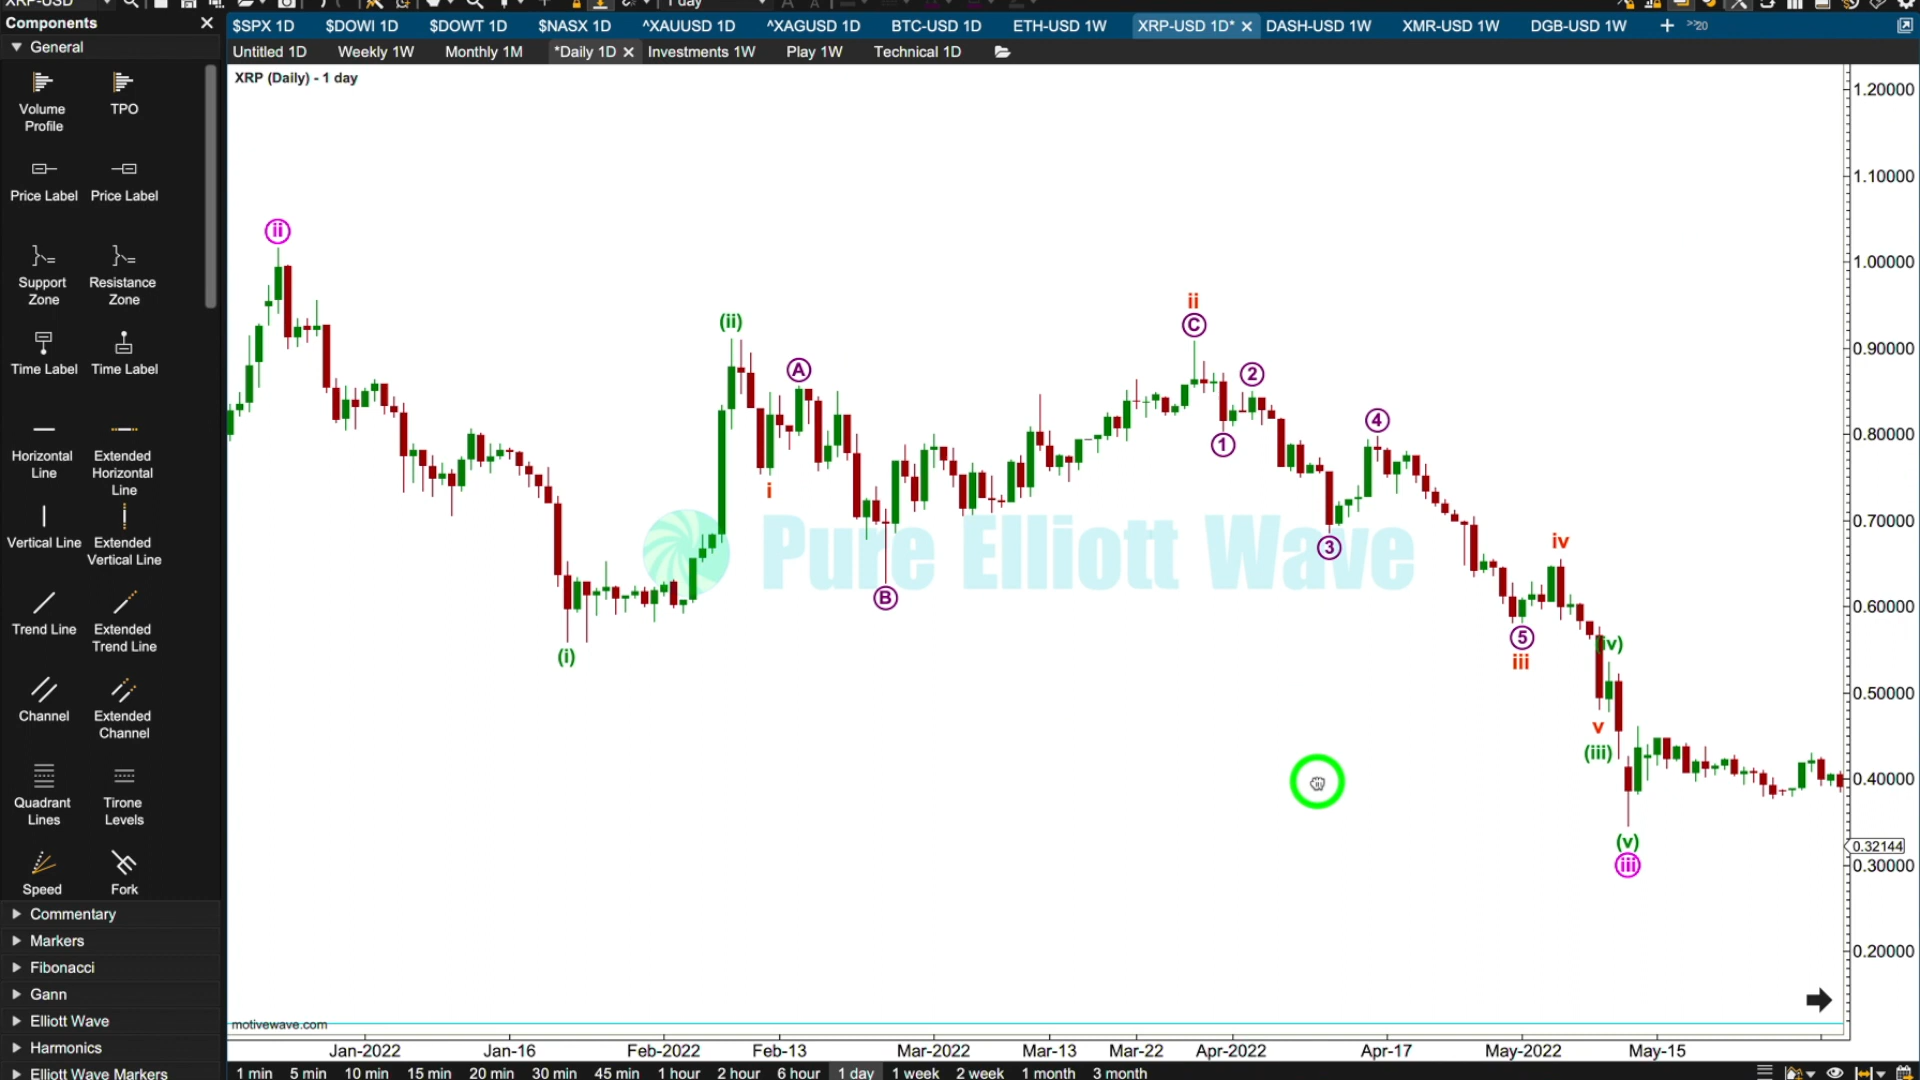 XRP-USD
1 day
Components
$SPX 1D
$DOWI 1D
$DOWT 1D
$NASX 1D
^XAUUSD 1D
^XAGUSD 1D
BTC-USD 1D
ETH-USD 1W
XRP-USD 1D*
DASH-USD 1W
XMR-USD 1W
DGB-USD 1W
>>20
General
Untitled 1D
Weekly 1W
Monthly 1M
*Daily 1D
Investments 1W
Play 1W
Technical 1D
XRP (Daily) - 1 day
Volume Profile
TPO
Price Label
Price Label
Support Zone
Resistance Zone
Time Label
Time Label
Horizontal Line
Extended Horizontal Line
Vertical Line
Extended Vertical Line
Trend Line
Extended Trend Line
Channel
Extended Channel
Quadrant Lines
Tirone Levels
Speed
Fork
Commentary
Markers
Fibonacci
Gann
Elliott Wave
Harmonics
Elliott Wave Markers
ii
(i)
(ii)
i
A
B
ii
C
1
2
3
4
5
iii
iv
(iv)
v
(iii)
(v)
iii
Pure Elliott Wave
1.20000
1.10000
1.00000
0.90000
0.80000
0.70000
0.60000
0.50000
0.40000
0.32144
0.30000
0.20000
motivewave.com
Jan-2022
Jan-16
Feb-2022
Feb-13
Mar-2022
Mar-13
Mar-22
Apr-2022
Apr-17
May-2022
May-15
1 min
5 min
10 min
15 min
20 min
30 min
45 min
1 hour
2 hour
6 hour
1 day
1 week
2 week
1 month
3 month